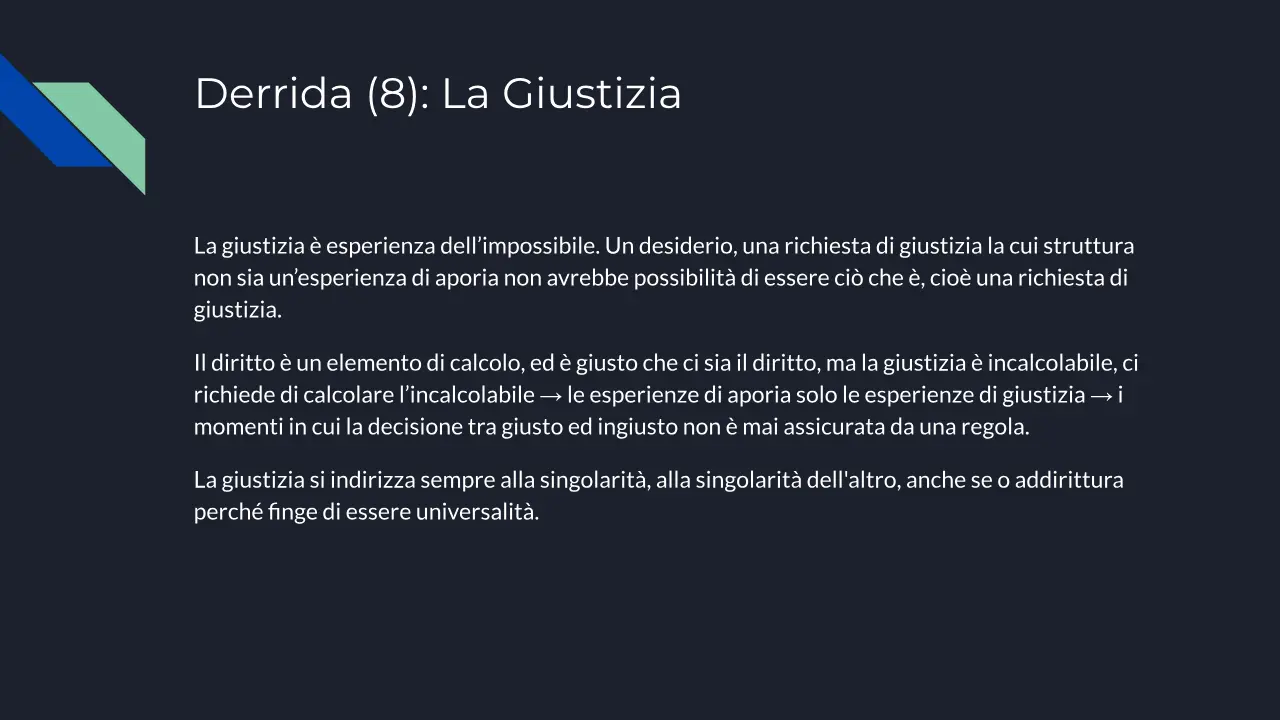 Derrida (8): La Giustizia
La giustizia è esperienza dell’impossibile. Un desiderio, una richiesta di giustizia la cui struttura
non sia un’esperienza di aporia non avrebbe possibilità di essere ciò che è, cioè una richiesta di
giustizia.
Il diritto è un elemento di calcolo, ed è giusto che ci sia il diritto, ma la giustizia è incalcolabile, ci
richiede di calcolare l’incalcolabile → le esperienze di aporia solo le esperienze di giustizia → i
momenti in cui la decisione tra giusto ed ingiusto non è mai assicurata da una regola.
La giustizia si indirizza sempre alla singolarità, alla singolarità dell'altro, anche se o addirittura
perché finge di essere universalità.